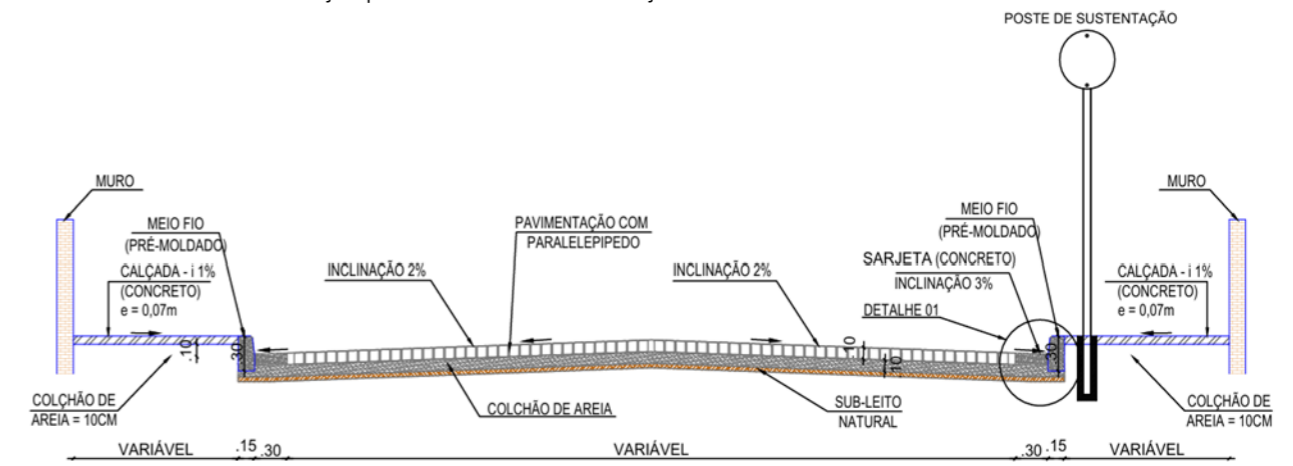 POSTE DE SUSTENTAÇÃO
MURO
MEIO FIO
(PRÉ-MOLDADO)
CALÇADA - i 1%
(CONCRETO)
e = 0,07m
INCLINAÇÃO 2%
PAVIMENTAÇÃO COM
PARALELEPIPEDO
INCLINAÇÃO 2%
MEIO FIO
(PRÉ-MOLDADO)
SARJETA (CONCRETO)
INCLINAÇÃO 3%
DETALHE 01
MURO
CALÇADA - i 1%
(CONCRETO)
e = 0,07m
.10
.30
.10
.10
.30
COLÇHÃO DE
AREIA = 10CM
COLCHÃO DE AREIA
SUB-LEITO
NATURAL
COLÇHÃO DE
AREIA = 10CM
VARIÁVEL .15 .30 VARIÁVEL .30 .15 VARIÁVEL